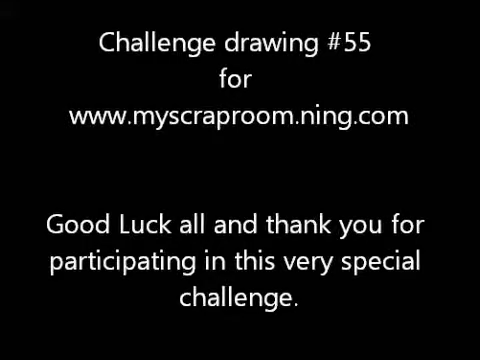 Challenge drawing #55
for
www.myscraproom.ning.com
Good Luck all and thank you for
participating in this very special
challenge.